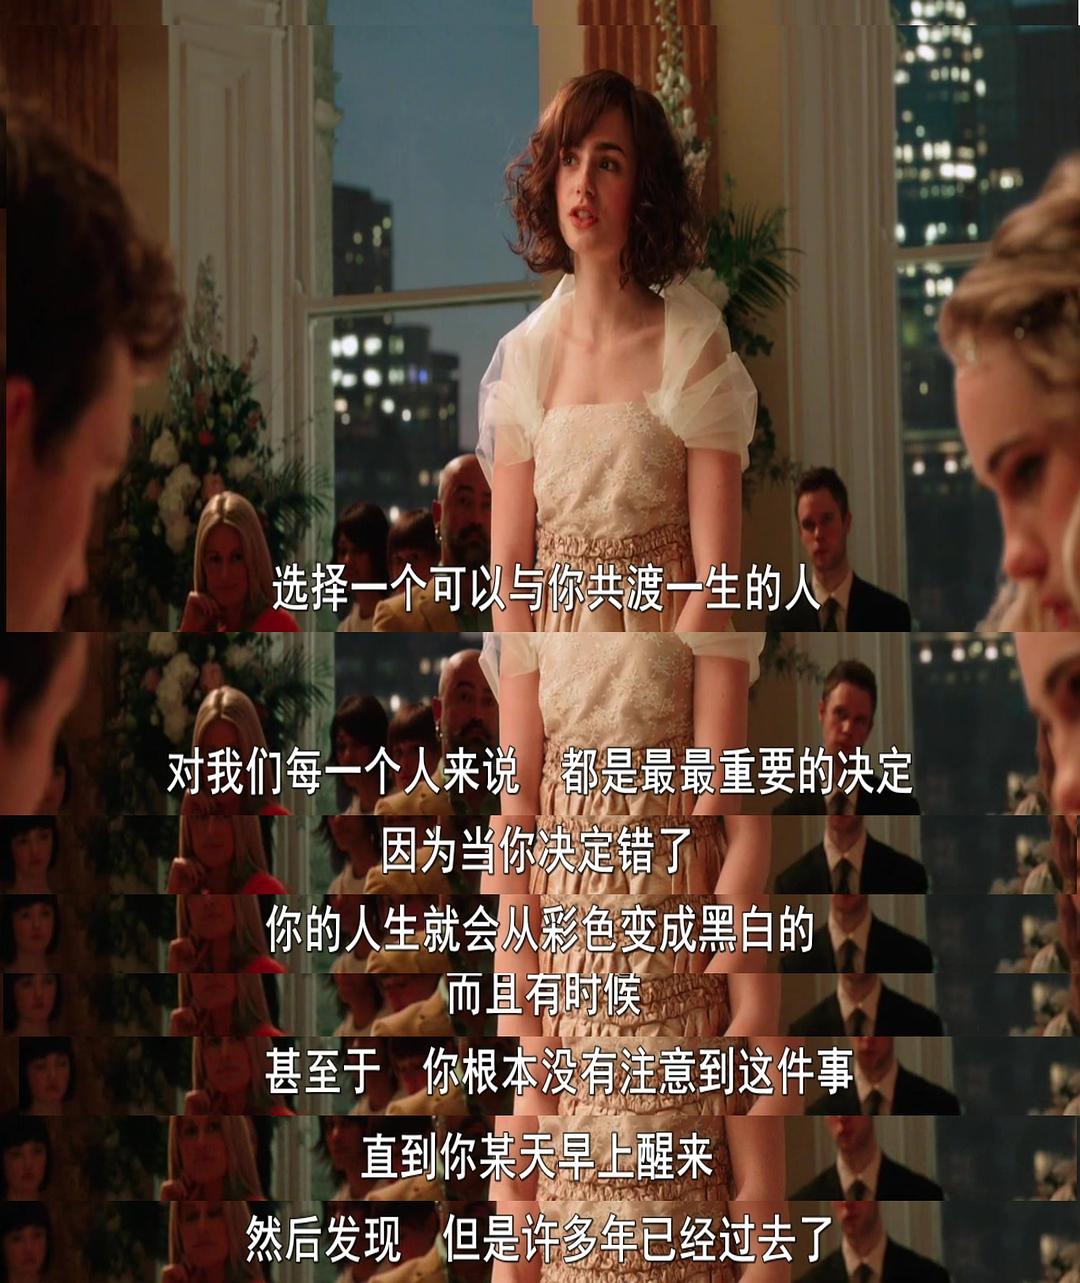 选择一个可以与你共渡一生的人
对我们每一个人来说 都是最最重要的决定
因为当你决定错了
你的人生就会从彩色变成黑白的
而且有时候
甚至于 你根本没有注意到这件事
直到你某天早上醒来
然后发现 但是许多年已经过去了